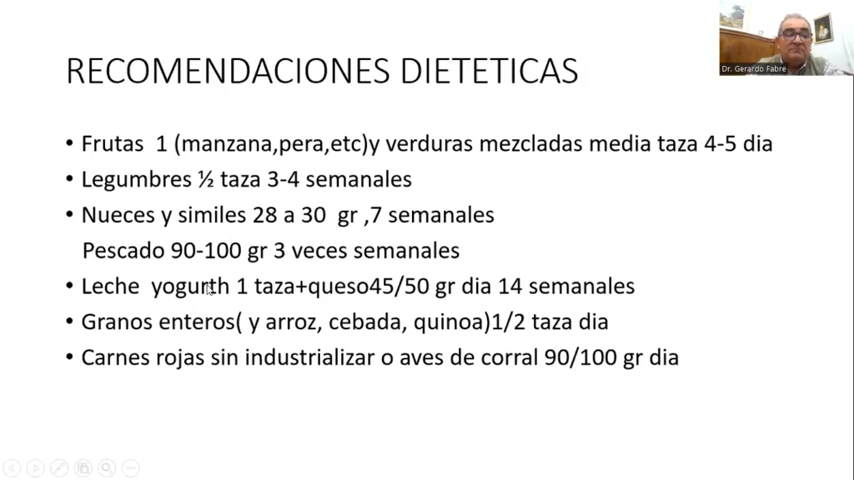 Dr. Gerardo Fabre
RECOMENDACIONES DIETETICAS
• Frutas 1 (manzana,pera,etc)y verduras mezcladas media taza 4-5 dia
• Legumbres ½ taza 3-4 semanales
• Nueces y similes 28 a 30 gr ,7 semanales
Pescado 90-100 gr 3 veces semanales
• Leche yogurth 1 taza+queso45/50 gr dia 14 semanales
• Granos enteros( y arroz, cebada, quinoa)1/2 taza dia
• Carnes rojas sin industrializar o aves de corral 90/100 gr dia